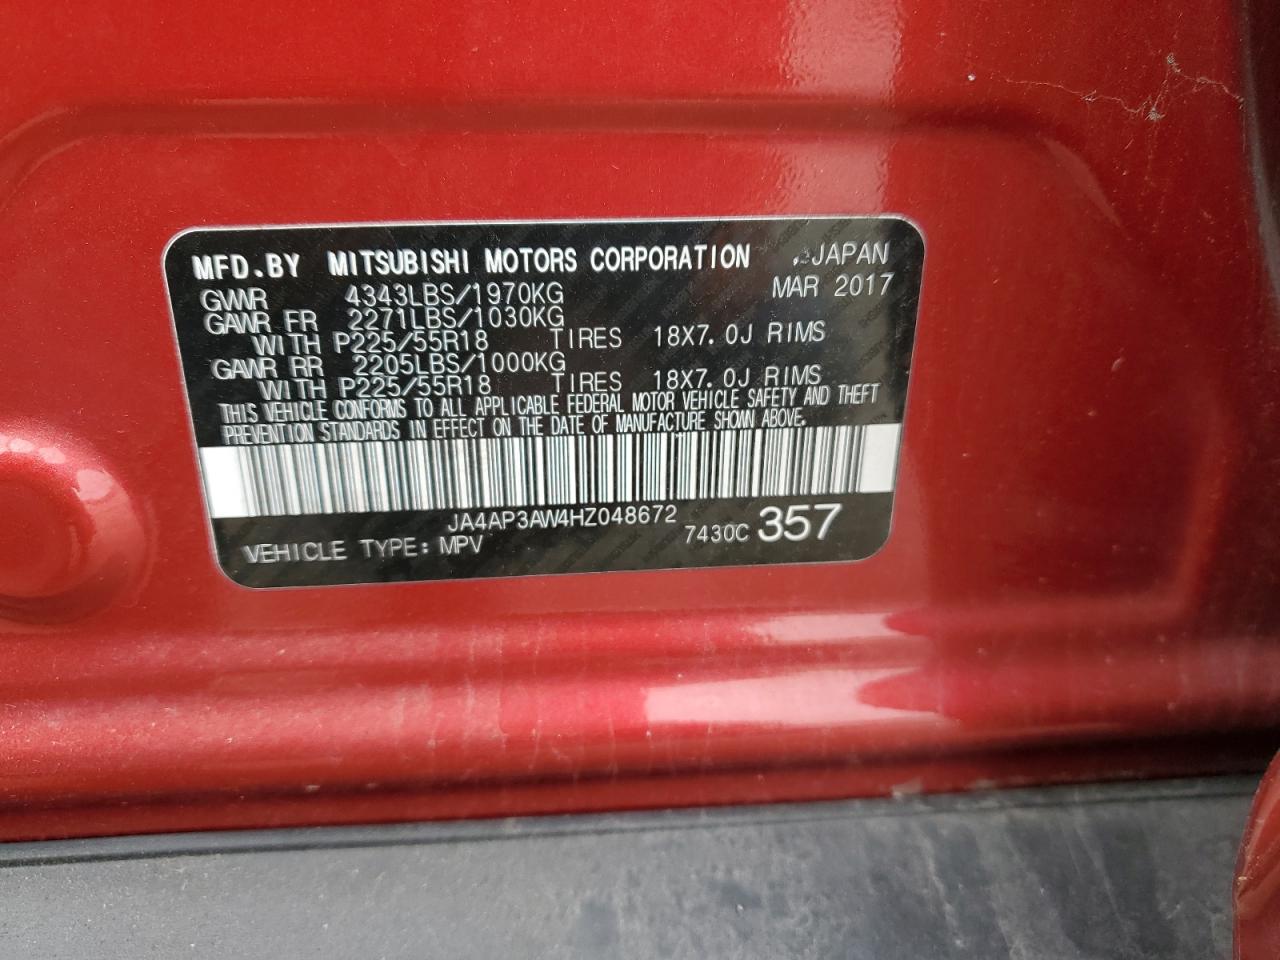 MFD.BY MITSUBISHI MOTORS CORPORATION JAPAN
GVWR 4343LBS/1970KG MAR 2017
GAWR FR 2271LBS/1030KG
WITH P225/55R18 TIRES 18X7.0J RIMS
GAWR RR 2205LBS/1000KG
WITH P225/55R18 TIRES 18X7.0J RIMS
THIS VEHICLE CONFORMS TO ALL APPLICABLE FEDERAL MOTOR VEHICLE SAFETY AND THEFT
PREVENTION STANDARDS IN EFFECT ON THE DATE OF MANUFACTURE SHOWN ABOVE.
JA4AP3AW4HZ048672
VEHICLE TYPE: MPV 7430C 357